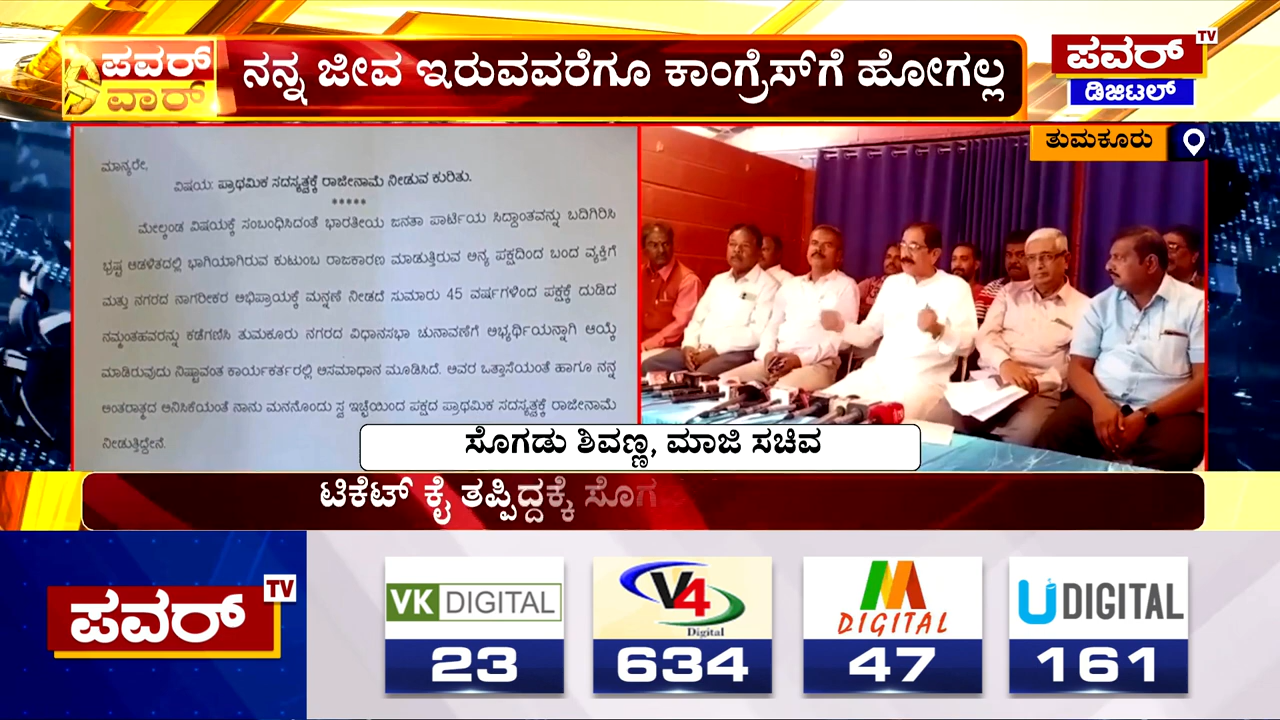 ಪವರ್
ವಾರ್
ನನ್ನ ಜೀವ ಇರುವವರೆಗೂ ಕಾಂಗ್ರೆಸ್‌ಗೆ ಹೋಗಲ್ಲ
ಪವರ್ TV
ಡಿಜಿಟಲ್
ತುಮಕೂರು
ಮಾನ್ಯರೇ,
ವಿಷಯ: ಪ್ರಾಥಮಿಕ ಸದಸ್ಯತ್ವಕ್ಕೆ ರಾಜೀನಾಮೆ ನೀಡುವ ಕುರಿತು.
*****
ಮೇಲ್ಕಂಡ ವಿಷಯಕ್ಕೆ ಸಂಬಂಧಿಸಿದಂತೆ ಭಾರತೀಯ ಜನತಾ ಪಾರ್ಟಿಯ ಸಿದ್ದಾಂತವನ್ನು ಬದಿಗಿರಿಸಿ
ಭ್ರಷ್ಟ ಆಡಳಿತದಲ್ಲಿ ಭಾಗಿಯಾಗಿರುವ ಕುಟುಂಬ ರಾಜಕಾರಣ ಮಾಡುತ್ತಿರುವ ಅನ್ಯ ಪಕ್ಷದಿಂದ ಬಂದ ವ್ಯಕ್ತಿಗೆ
ಮತ್ತು ನಗರದ ನಾಗರೀಕರ ಅಭಿಪ್ರಾಯಕ್ಕೆ ಮನ್ನಣೆ ನೀಡದೆ ಸುಮಾರು 45 ವರ್ಷಗಳಿಂದ ಪಕ್ಷಕ್ಕೆ ದುಡಿದ
ನಮ್ಮಂತಹವರನ್ನು ಕಡೆಗಣಿಸಿ ತುಮಕೂರು ನಗರದ ವಿಧಾನಸಭಾ ಚುನಾವಣೆಗೆ ಅಭ್ಯರ್ಥಿಯನ್ನಾಗಿ ಆಯ್ಕೆ
ಮಾಡಿರುವುದು ನಿಷ್ಟಾವಂತ ಕಾರ್ಯಕರ್ತರಲ್ಲಿ ಅಸಮಾಧಾನ ಮೂಡಿಸಿದೆ. ಅವರ ಒತ್ತಾಸೆಯಂತೆ ಹಾಗೂ ನನ್ನ
ಅಂತರಾತ್ಮದ ಅನಿಸಿಕೆಯಂತೆ ನಾನು ಮನನೊಂದು ಸ್ವ ಇಚ್ಛೆಯಿಂದ ಪಕ್ಷದ ಪ್ರಾಥಮಿಕ ಸದಸ್ಯತ್ವಕ್ಕೆ ರಾಜೀನಾಮೆ
ನೀಡುತ್ತಿದ್ದೇನೆ.
ಸೊಗಡು ಶಿವಣ್ಣ, ಮಾಜಿ ಸಚಿವ
ಟಿಕೆಟ್ ಕೈ ತಪ್ಪಿದ್ದಕ್ಕೆ ಸೊಗ
ಪವರ್ TV
VK DIGITAL
23
V4 Digital
634
M DIGITAL
47
U DIGITAL
161